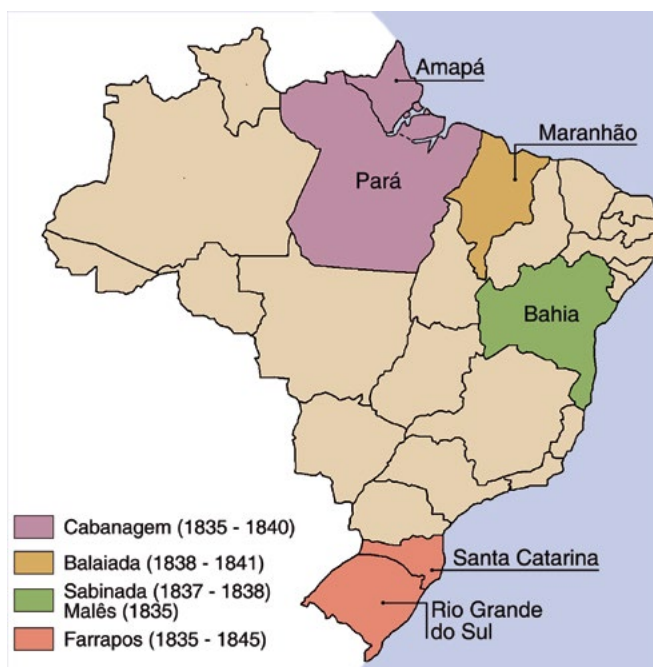 Amapá
Maranhão
Pará
Bahia
Cabanagem (1835 - 1840)
Balaiada (1838 - 1841)
Sabinada (1837 - 1838)
Malês (1835)
Farrapos (1835 - 1845)
Santa Catarina
Rio Grande
do Sul